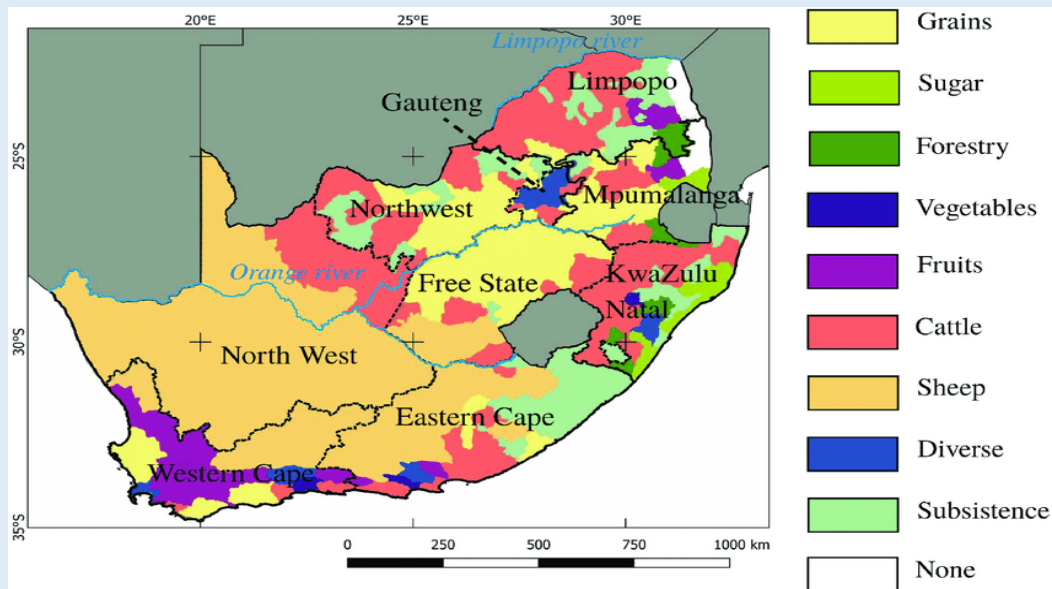 20°E
25°E
30°E
Limpopo river
Limpopo
Gauteng
25°S
Mpumalanga
Northwest
Orange river
Free State
KwaZulu
Natal
30°S
North West
Eastern Cape
Western Cape
35°S
0 250 500 750 1000 km
Grains
Sugar
Forestry
Vegetables
Fruits
Cattle
Sheep
Diverse
Subsistence
None